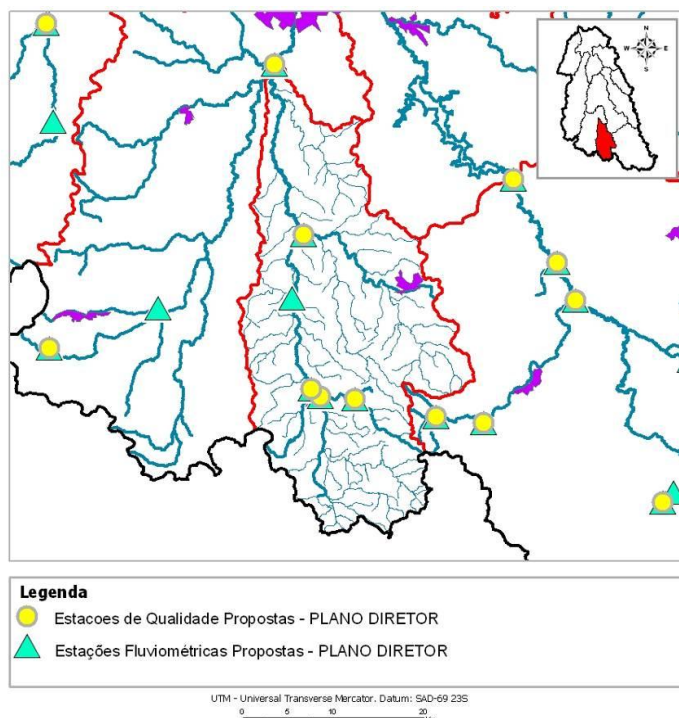 N
W E
S
Legenda
Estacoes de Qualidade Propostas - PLANO DIRETOR
Estações Fluviométricas Propostas - PLANO DIRETOR
UTM - Universal Transverse Mercator. Datum: SAD-69 23S
0 5 10 20